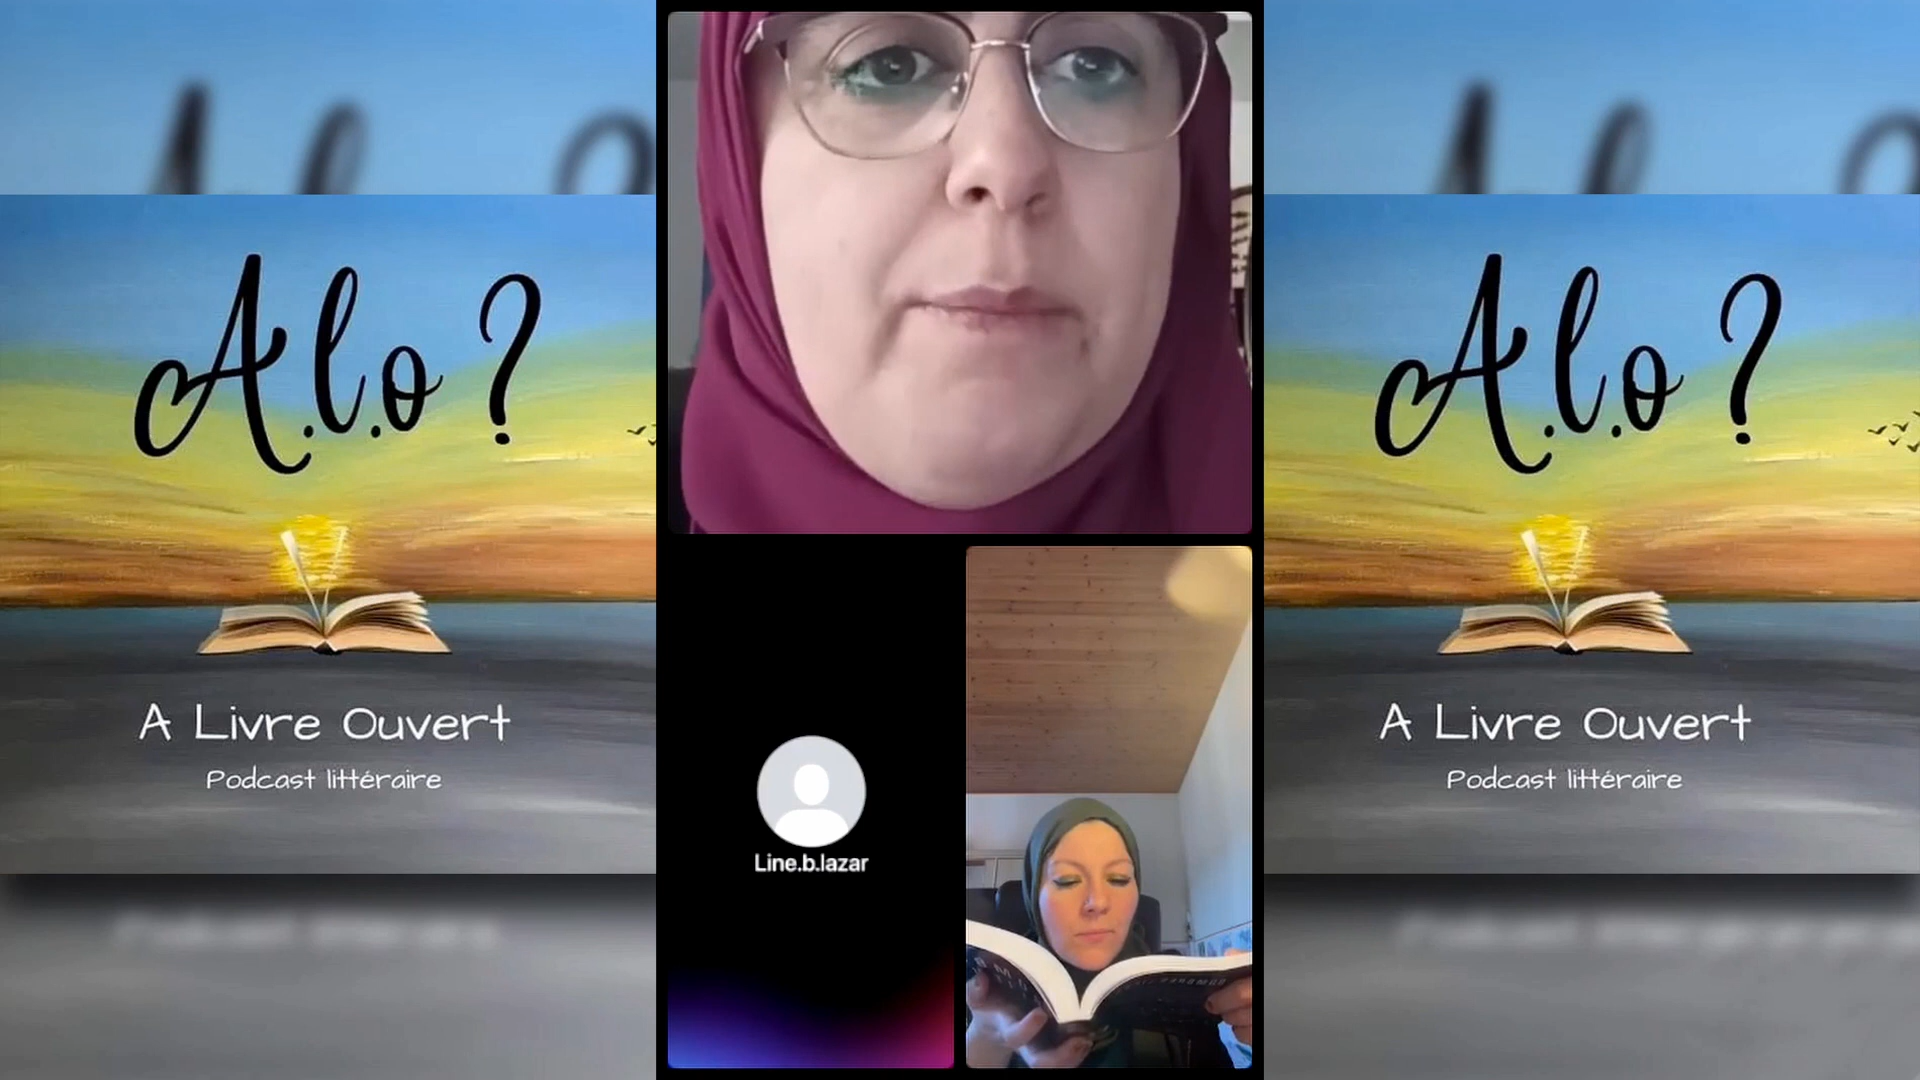 A.l.o ?
A Livre Ouvert
Podcast littéraire
Line.b.lazar
A.l.o ?
A Livre Ouvert
Podcast littéraire